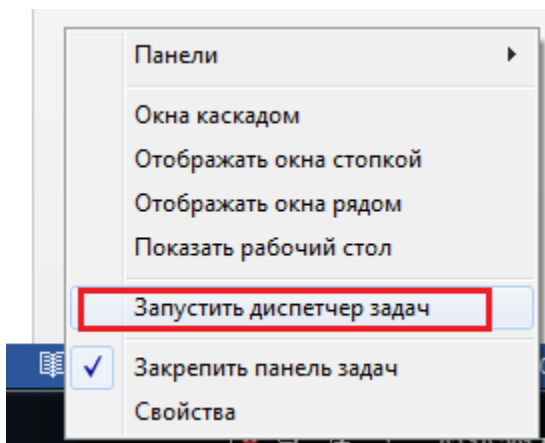 Панели
Окна каскадом
Отображать окна стопкой
Отображать окна рядом
Показать рабочий стол
Запустить диспетчер задач
Закрепить панель задач
Свойства